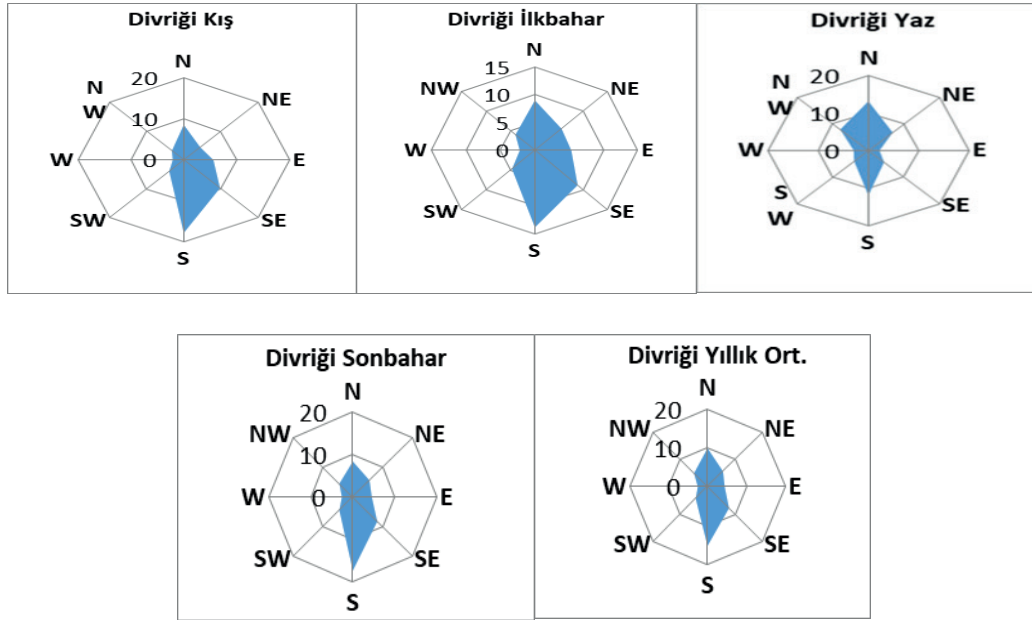 Divriği Kış
N
20
N
W
NE
10
W
0
E
SW
SE
S
Divriği İlkbahar
N
15
NW
10
NE
5
W
0
E
SW
SE
S
Divriği Yaz
N
20
N
W
NE
10
W
0
E
S
W
SE
S
Divriği Sonbahar
N
20
NW
NE
10
W
0
E
SW
SE
S
Divriği Yıllık Ort.
N
20
NW
NE
10
W
0
E
SW
SE
S